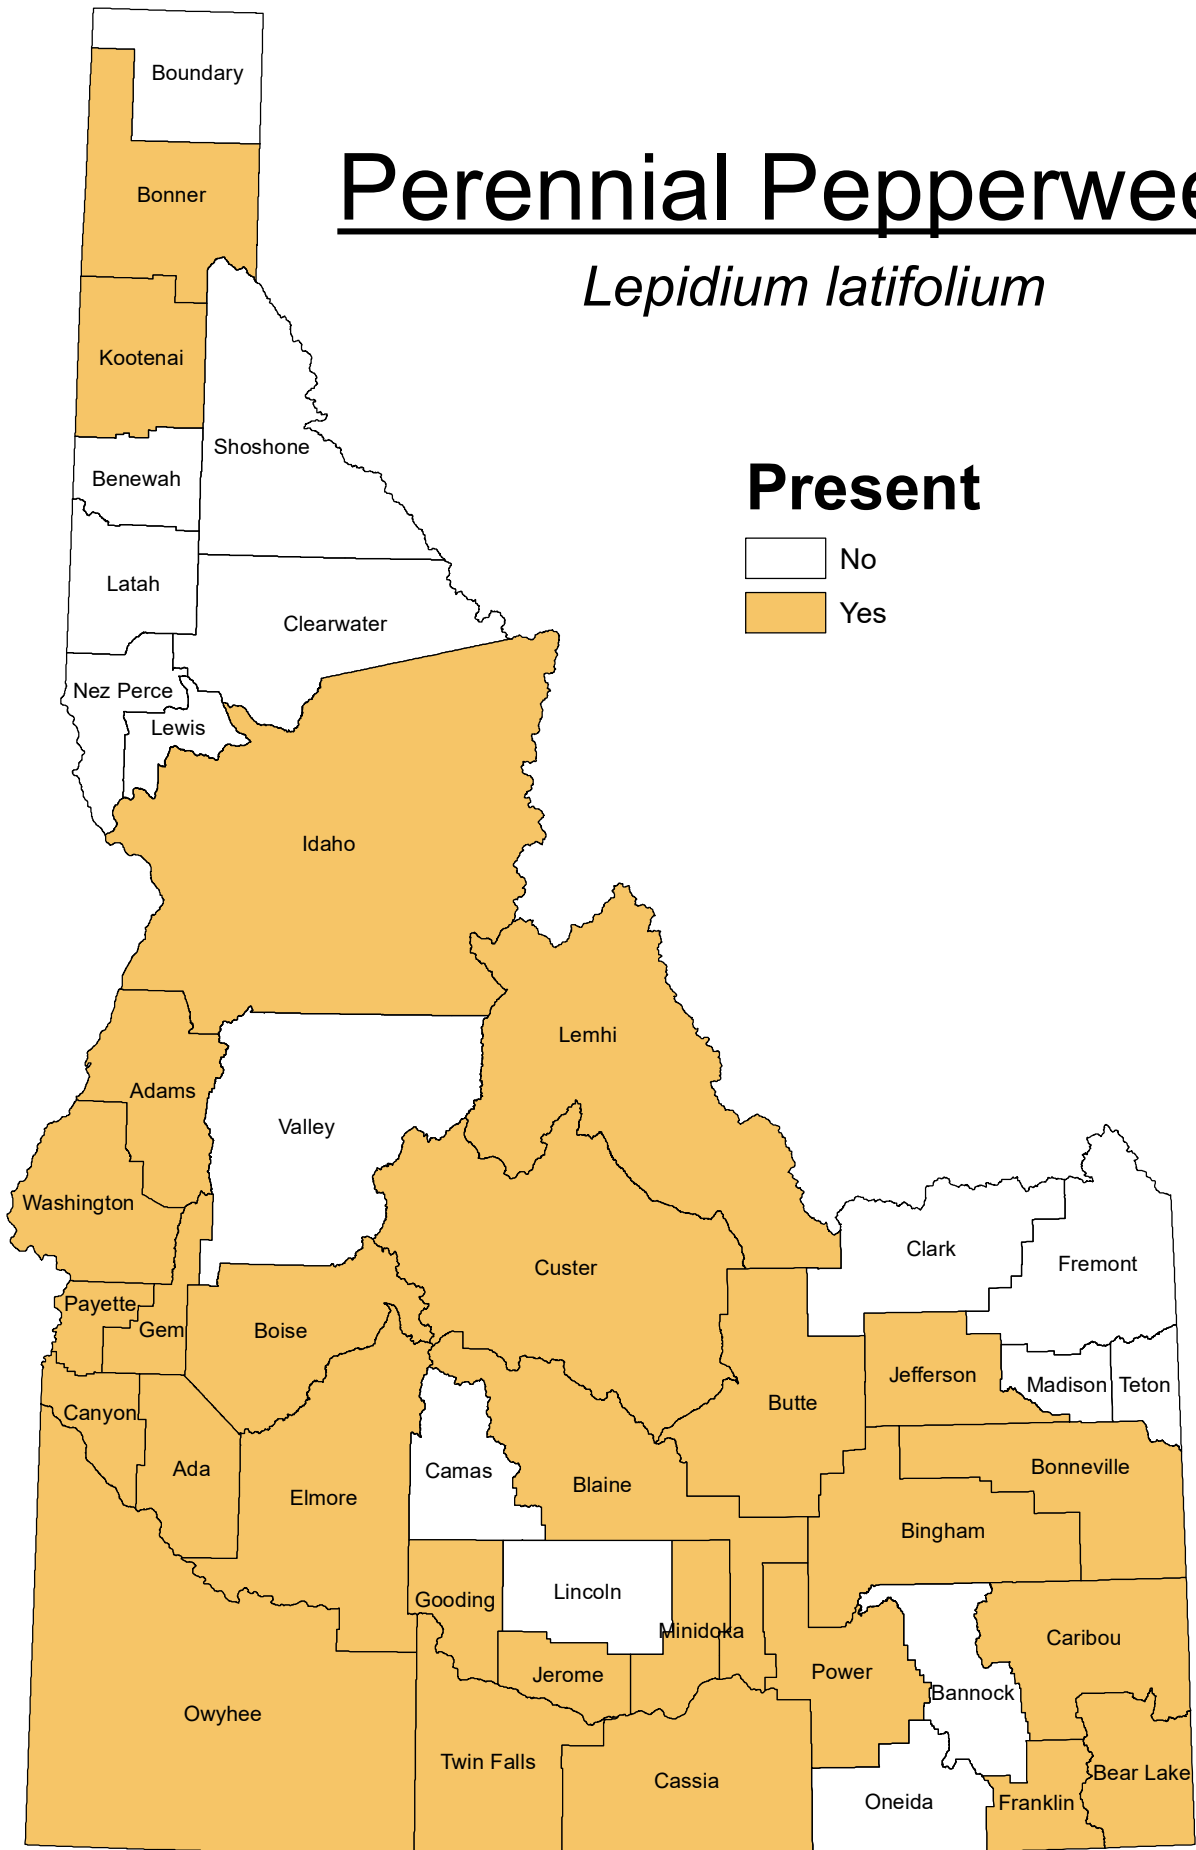 Boundary
Perennial Pepperwee
Bonner
Lepidium latifolium
Kootenai
Shoshone
Benewah
Present
No
Yes
Latah
Clearwater
Nez Perce
Lewis
Idaho
Lemhi
Adams
Valley
Washington
Clark
Fremont
Custer
Payette
Gem
Boise
Jefferson
Madison
Teton
Butte
Canyon
Ada
Camas
Bonneville
Blaine
Elmore
Bingham
Lincoln
Gooding
Minidoka
Caribou
Jerome
Power
Bannock
Owyhee
Twin Falls
Bear Lake
Cassia
Oneida
Franklin